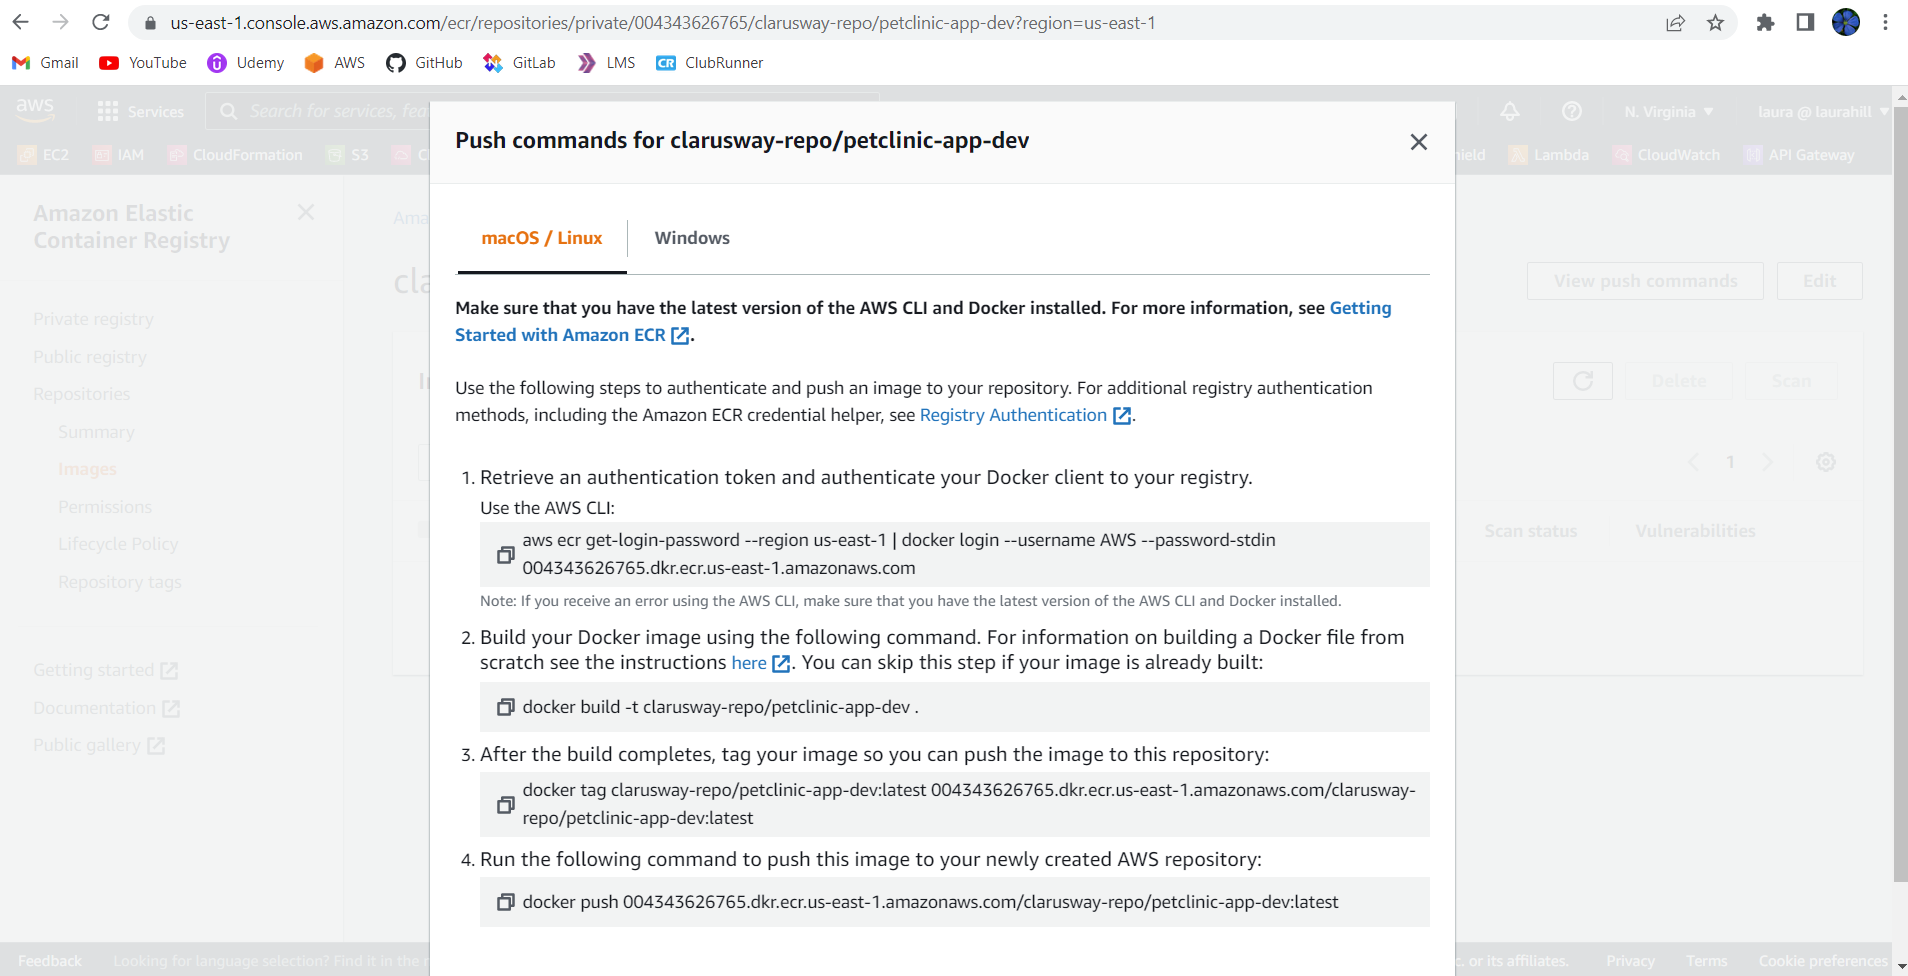 us-east-1.console.aws.amazon.com/ecr/repositories/private/004343626765/clarusway-repo/petclinic-app-dev?region=us-east-1
Gmail YouTube Udemy AWS GitHub GitLab LMS CR ClubRunner
aws Services Search for services, fea N. Virginia laura @ laurahill
EC2 IAM CloudFormation S3 Lambda CloudWatch API Gateway
Amazon Elastic
Container Registry
Private registry
Public registry
Repositories
Summary
Images
Permissions
Lifecycle Policy
Repository tags
Getting started
Documentation
Public gallery
Ama
cla
View push commands Edit
Delete Scan
1
Scan status Vulnerabilities
Push commands for clarusway-repo/petclinic-app-dev
macOS / Linux Windows
Make sure that you have the latest version of the AWS CLI and Docker installed. For more information, see Getting
Started with Amazon ECR.
Use the following steps to authenticate and push an image to your repository. For additional registry authentication
methods, including the Amazon ECR credential helper, see Registry Authentication.
1. Retrieve an authentication token and authenticate your Docker client to your registry.
Use the AWS CLI:
aws ecr get-login-password --region us-east-1 | docker login --username AWS --password-stdin
004343626765.dkr.ecr.us-east-1.amazonaws.com
Note: If you receive an error using the AWS CLI, make sure that you have the latest version of the AWS CLI and Docker installed.
2. Build your Docker image using the following command. For information on building a Docker file from
scratch see the instructions here. You can skip this step if your image is already built:
docker build -t clarusway-repo/petclinic-app-dev .
3. After the build completes, tag your image so you can push the image to this repository:
docker tag clarusway-repo/petclinic-app-dev:latest 004343626765.dkr.ecr.us-east-1.amazonaws.com/clarusway-
repo/petclinic-app-dev:latest
4. Run the following command to push this image to your newly created AWS repository:
docker push 004343626765.dkr.ecr.us-east-1.amazonaws.com/clarusway-repo/petclinic-app-dev:latest
Feedback Looking for language selection? Find it in the c. or its affiliates. Privacy Terms Cookie preferences